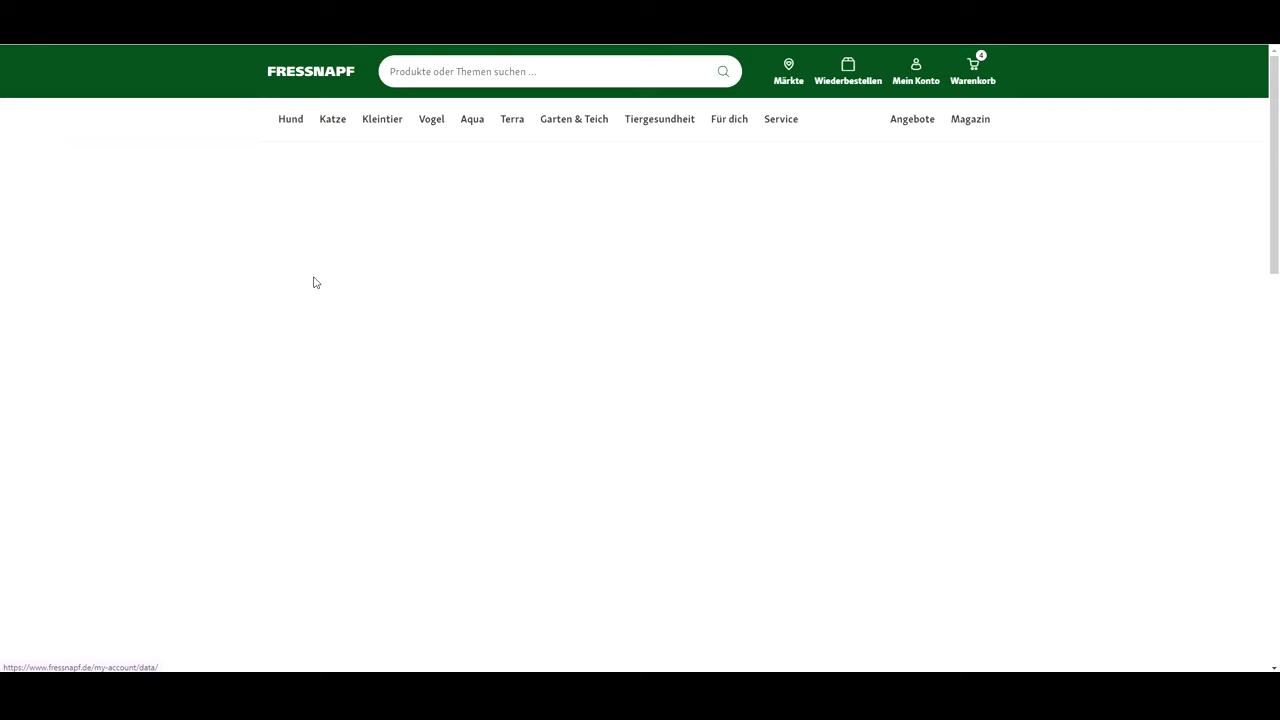 FRESSNAPF
Produkte oder Themen suchen ...
Märkte
Wiederbestellen
Mein Konto
4
Warenkorb
Hund Katze Kleintier Vogel Aqua Terra Garten & Teich Tiergesundheit Für dich Service Angebote Magazin
https://www.fressnapf.de/my-account/data/